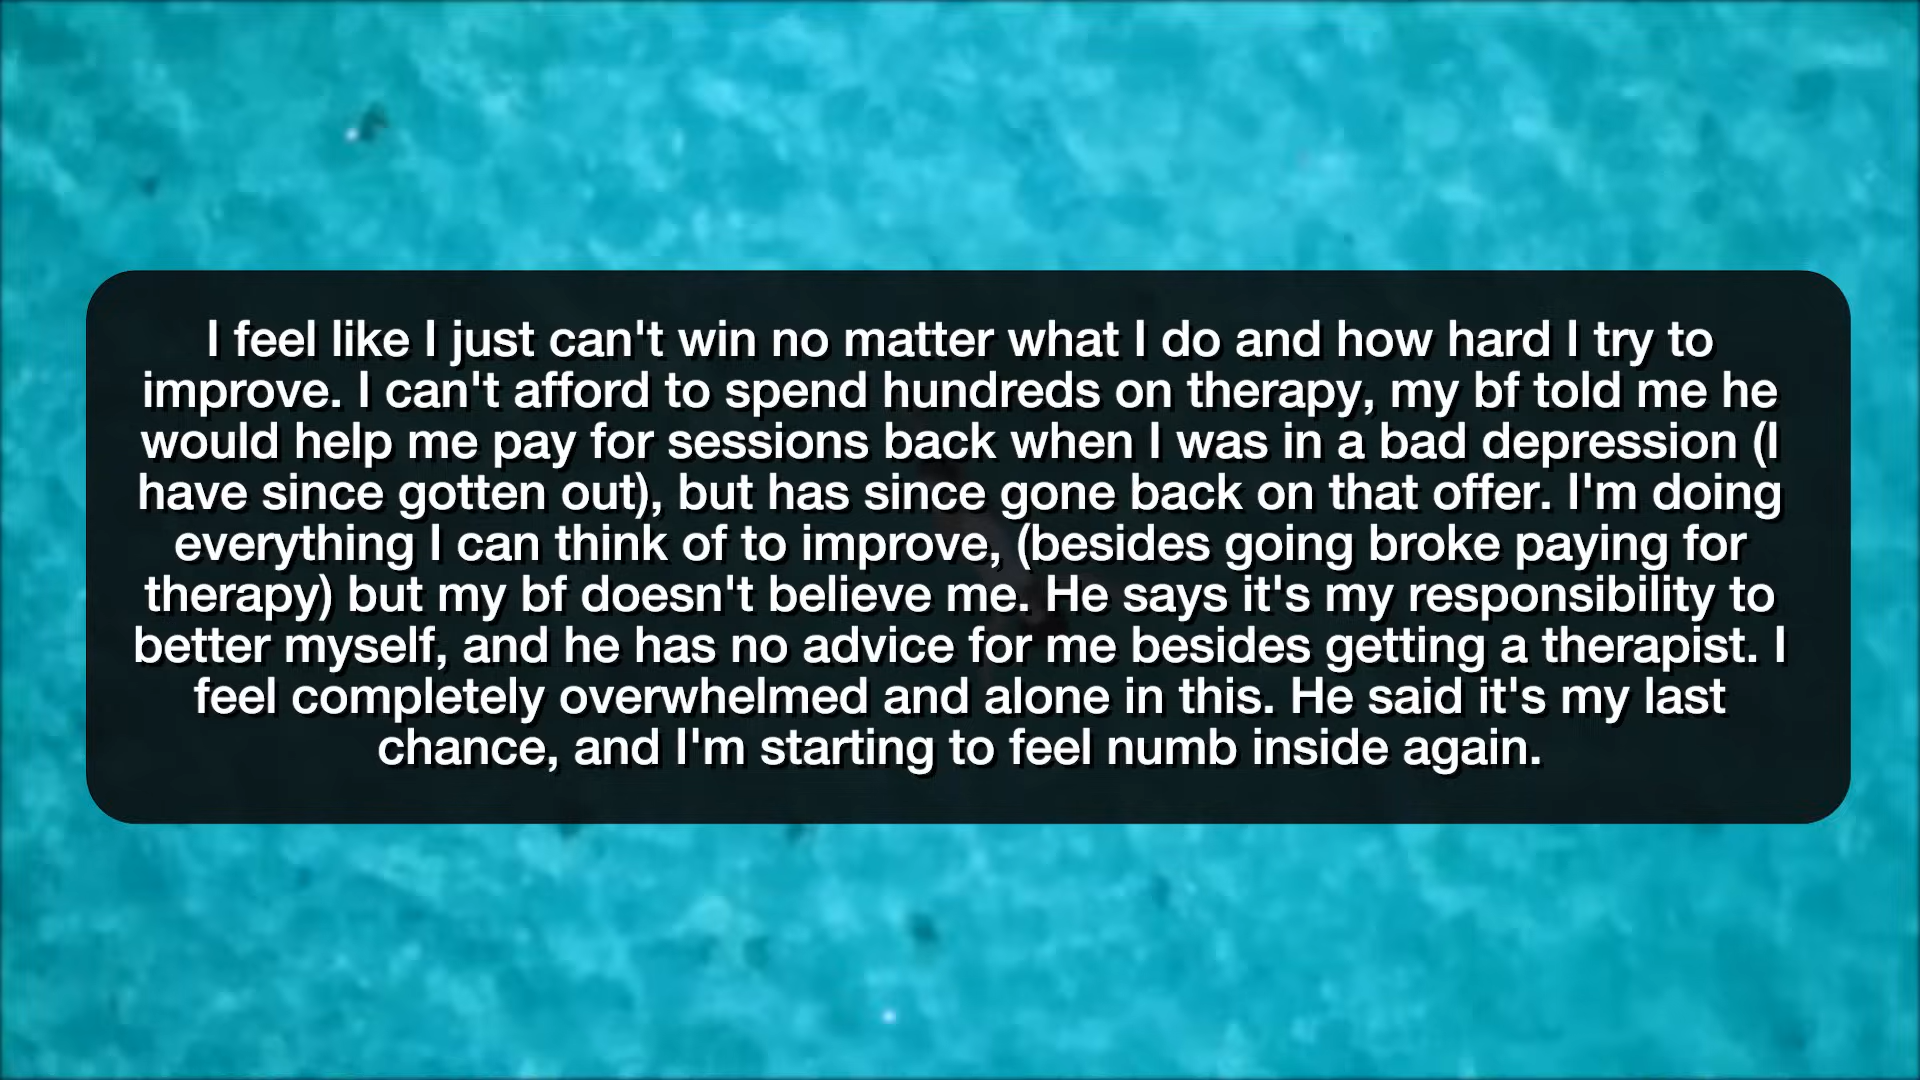 I feel like I just can't win no matter what I do and how hard I try to
improve. I can't afford to spend hundreds on therapy, my bf told me he
would help me pay for sessions back when I was in a bad depression (I
have since gotten out), but has since gone back on that offer. I'm doing
everything I can think of to improve, (besides going broke paying for
therapy) but my bf doesn't believe me. He says it's my responsibility to
better myself, and he has no advice for me besides getting a therapist. I
feel completely overwhelmed and alone in this. He said it's my last
chance, and I'm starting to feel numb inside again.